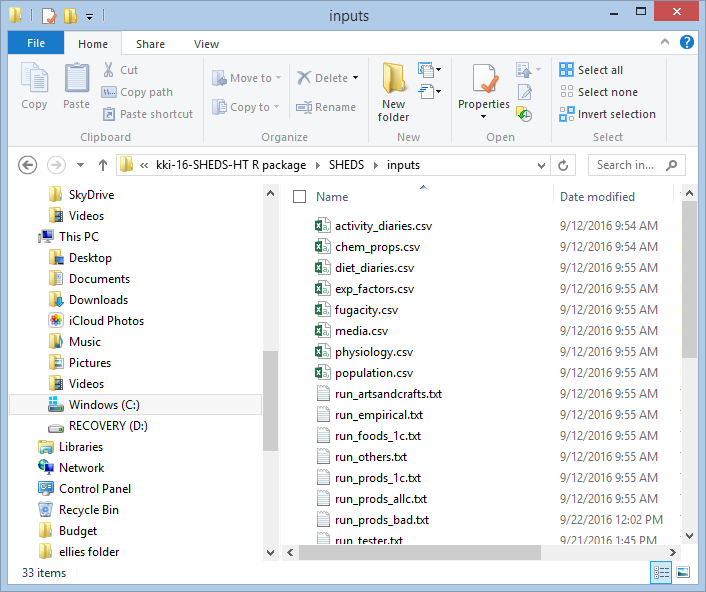 inputs
File Home Share View
Copy
Paste
Cut
Copy path
Paste shortcut
Clipboard
Move to
Copy to
Delete
Rename
Organize
New
folder
New
Properties
Open
Select all
Select none
Invert selection
Select
« kki-16-SHEDS-HT R package SHEDS inputs
Search in...
SkyDrive
Videos
This PC
Desktop
Documents
Downloads
iCloud Photos
Music
Pictures
Videos
Windows (C:)
RECOVERY (D:)
Libraries
Network
Control Panel
Recycle Bin
Budget
ellies folder
Name Date modified
activity_diaries.csv 9/12/2016 9:54 AM
chem_props.csv 9/12/2016 9:54 AM
diet_diaries.csv 9/12/2016 9:55 AM
exp_factors.csv 9/12/2016 9:55 AM
fugacity.csv 9/12/2016 9:55 AM
media.csv 9/12/2016 9:55 AM
physiology.csv 9/12/2016 9:55 AM
population.csv 9/12/2016 9:55 AM
run_artsandcrafts.txt 9/12/2016 9:55 AM
run_empirical.txt 9/12/2016 9:55 AM
run_foods_1c.txt 9/12/2016 9:55 AM
run_others.txt 9/12/2016 9:55 AM
run_prods_1c.txt 9/12/2016 9:55 AM
run_prods_allc.txt 9/12/2016 9:55 AM
run_prods_bad.txt 9/22/2016 12:02 PM
run_tester.txt 9/21/2016 1:45 PM
33 items